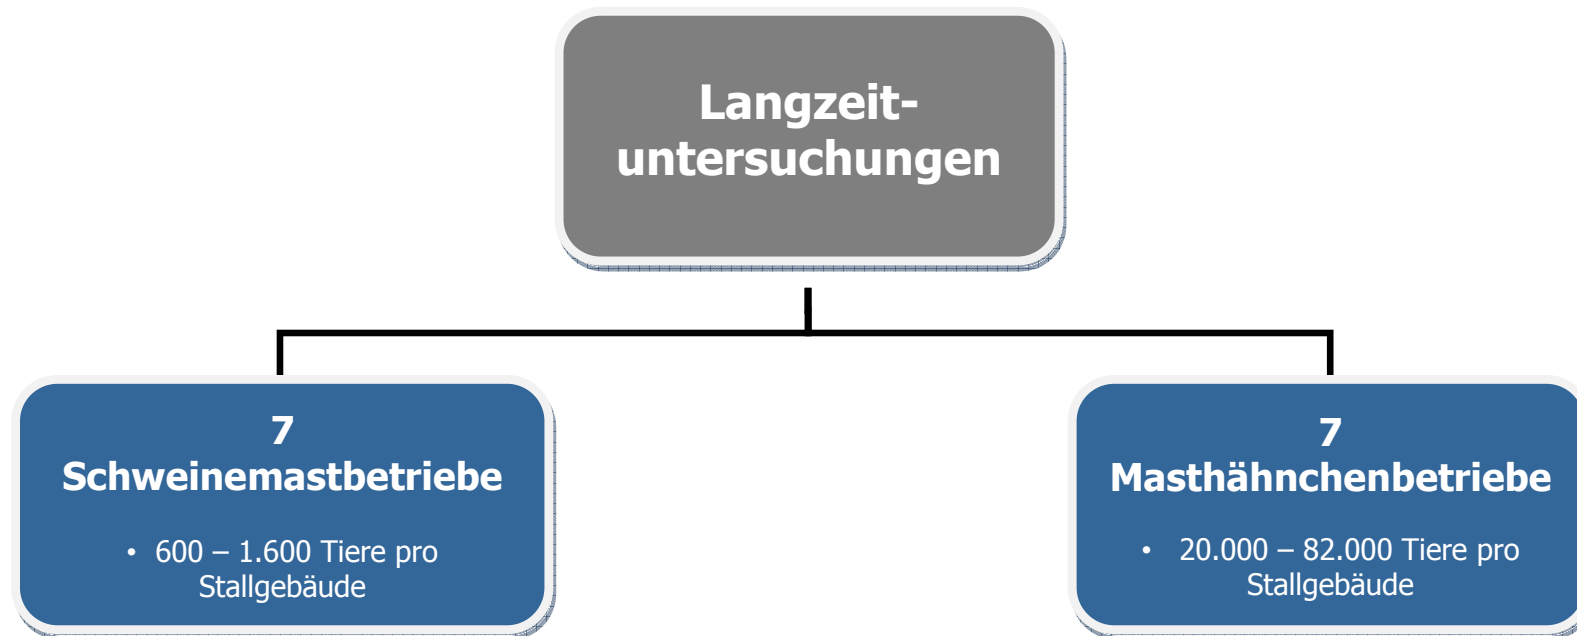 Langzeit-
untersuchungen
7
Schweinemastbetriebe
• 600 – 1.600 Tiere pro
Stallgebäude
7
Masthähnchenbetriebe
• 20.000 – 82.000 Tiere pro
Stallgebäude